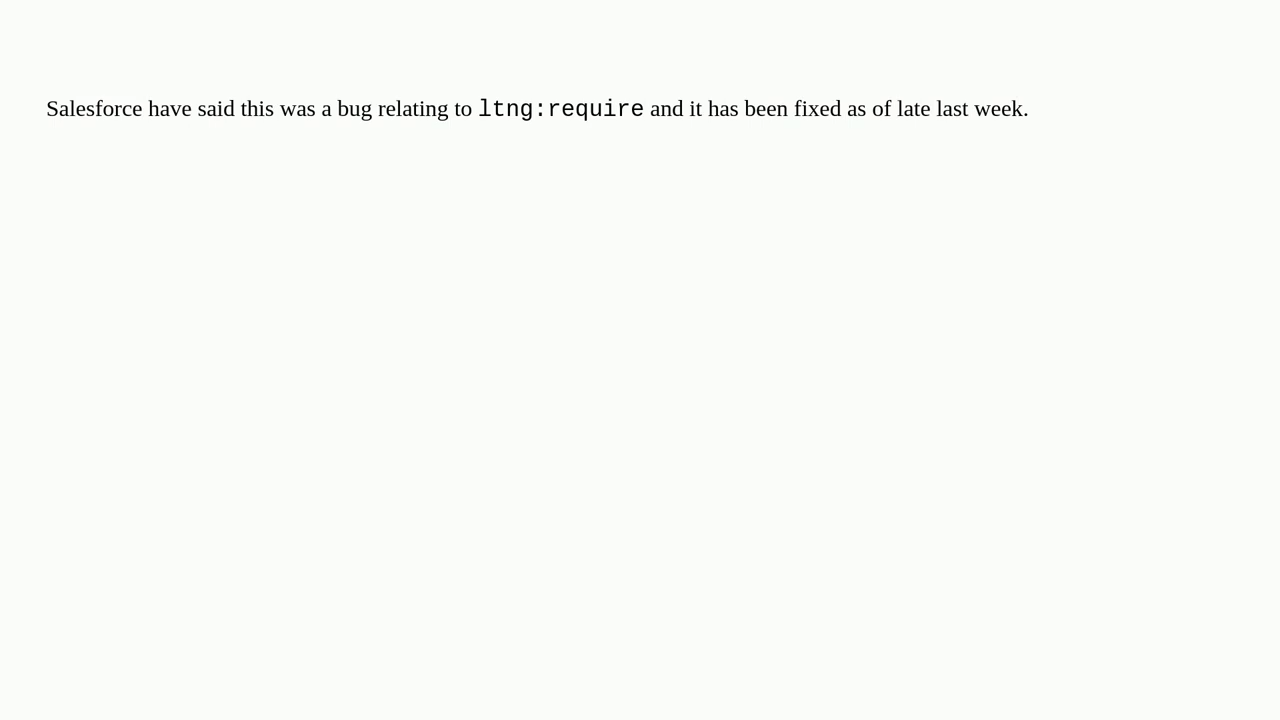 Salesforce have said this was a bug relating to ltng:require and it has been fixed as of late last week.